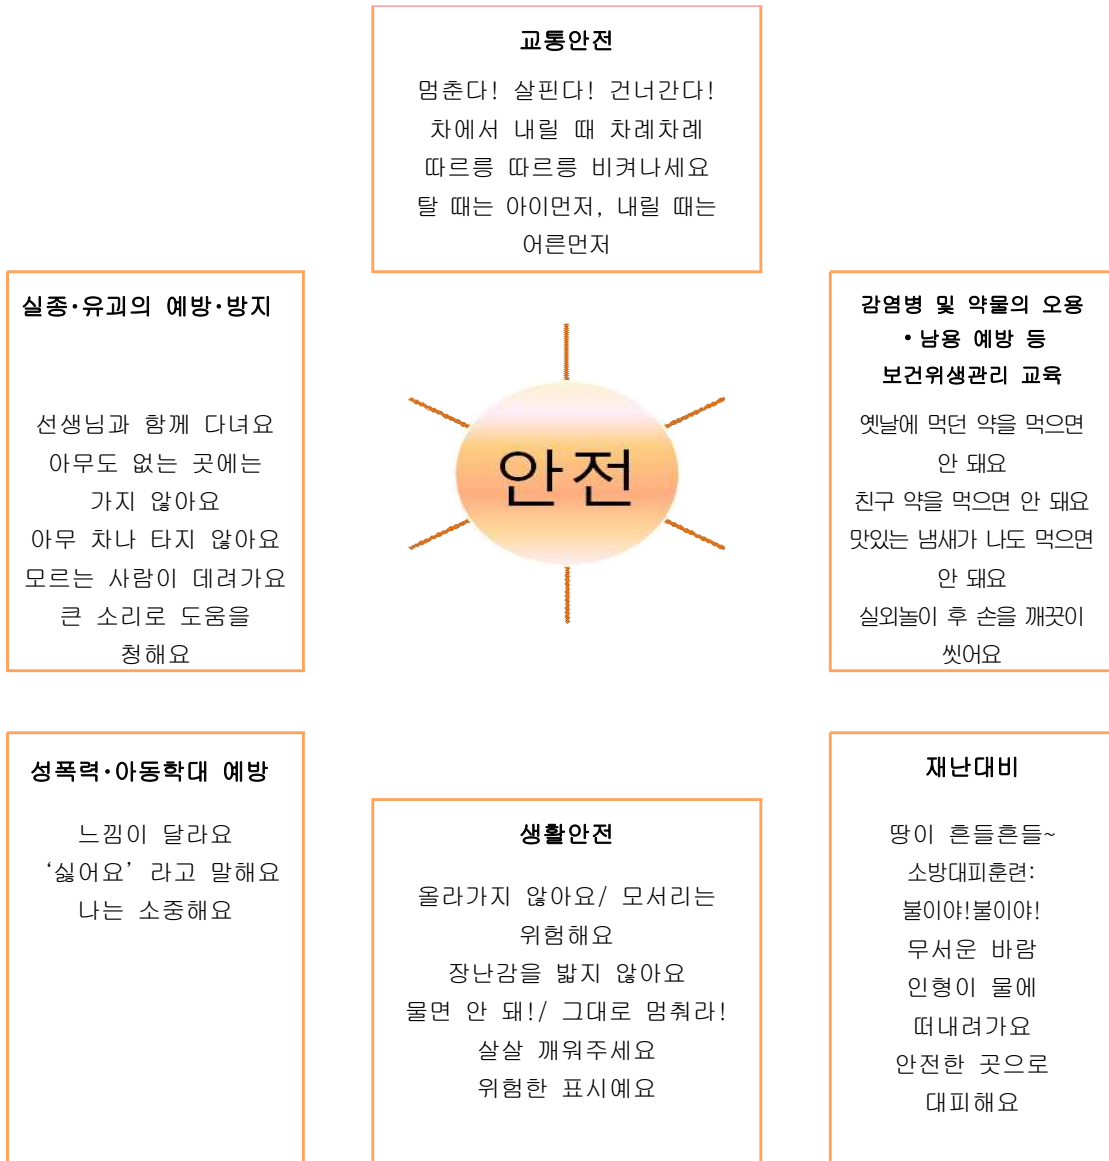 교통안전
멈춘다! 살핀다! 건너간다!
차에서 내릴 때 차례차례
따르릉 따르릉 비켜나세요
탈 때는 아이먼저, 내릴 때는
어른먼저
실종·유괴의 예방·방지
선생님과 함께 다녀요
아무도 없는 곳에는
가지 않아요
아무 차나 타지 않아요
모르는 사람이 데려가요
큰 소리로 도움을
청해요
안전
감염병 및 약물의 오용
·남용 예방 등
보건위생관리 교육
옛날에 먹던 약을 먹으면
안 돼요
친구 약을 먹으면 안 돼요
맛있는 냄새가 나도 먹으면
안 돼요
실외놀이 후 손을 깨끗이
씻어요
성폭력·아동학대 예방
느낌이 달라요
‘싫어요’ 라고 말해요
나는 소중해요
생활안전
올라가지 않아요/ 모서리는
위험해요
장난감을 밟지 않아요
물면 안 돼!/ 그대로 멈춰라!
살살 깨워주세요
위험한 표시예요
재난대비
땅이 흔들흔들~
소방대피훈련:
불이야!불이야!
무서운 바람
인형이 물에
떠내려가요
안전한 곳으로
대피해요